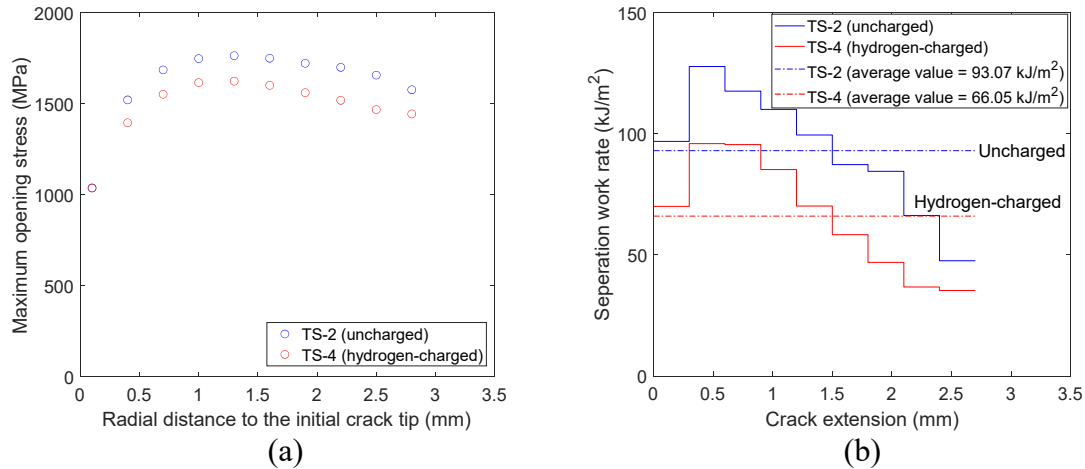 2000
1500
1000
500
0
Maximum opening stress (MPa)
TS-2 (uncharged)
TS-4 (hydrogen-charged)
0 0.5 1 1.5 2 2.5 3 3.5
Radial distance to the initial crack tip (mm)
(a)
150
100
50
0
Seperation work rate (kJ/m²)
TS-2 (uncharged)
TS-4 (hydrogen-charged)
TS-2 (average value = 93.07 kJ/m²)
TS-4 (average value = 66.05 kJ/m²)
Uncharged
Hydrogen-charged
0 0.5 1 1.5 2 2.5 3 3.5
Crack extension (mm)
(b)